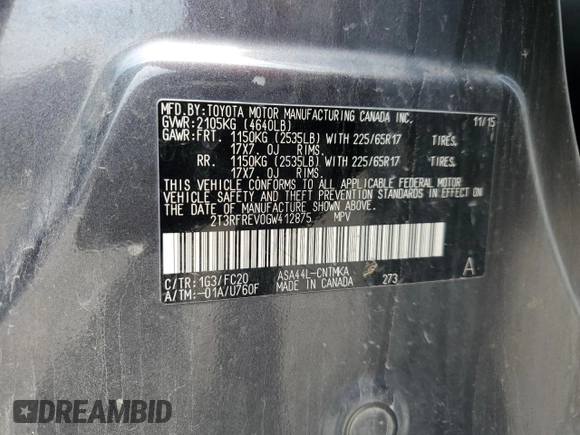 MFD.BY:TOYOTA MOTOR MANUFACTURING CANADA INC. 11/15
GVWR:2105KG (4640LB)
GAWR:FRT. 1150KG (2535LB) WITH 225/65R17 TIRES,
17X7.0J RIMS.
RR. 1150KG (2535LB) WITH 225/65R17 TIRES,
17X7.0J RIMS.
THIS VEHICLE CONFORMS TO ALL APPLICABLE FEDERAL MOTOR
VEHICLE SAFETY AND THEFT PREVENTION STANDARDS IN EFFECT ON
THE DATE OF MANUFACTURE SHOWN ABOVE.
2T3RFREV0GW412875 MPV
C/TR:1G3/FC20 ASA44L-CNTMKA A
A/TM:-01A/U760F MADE IN CANADA 273
DREAMBID